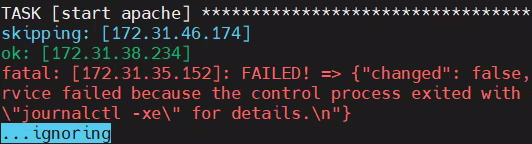 TASK [start apache] *********************************
skipping: [172.31.46.174]
ok: [172.31.38.234]
fatal: [172.31.35.152]: FAILED! => {"changed": false,
rvice failed because the control process exited with
\"journalctl -xe\" for details.\n"}
...ignoring